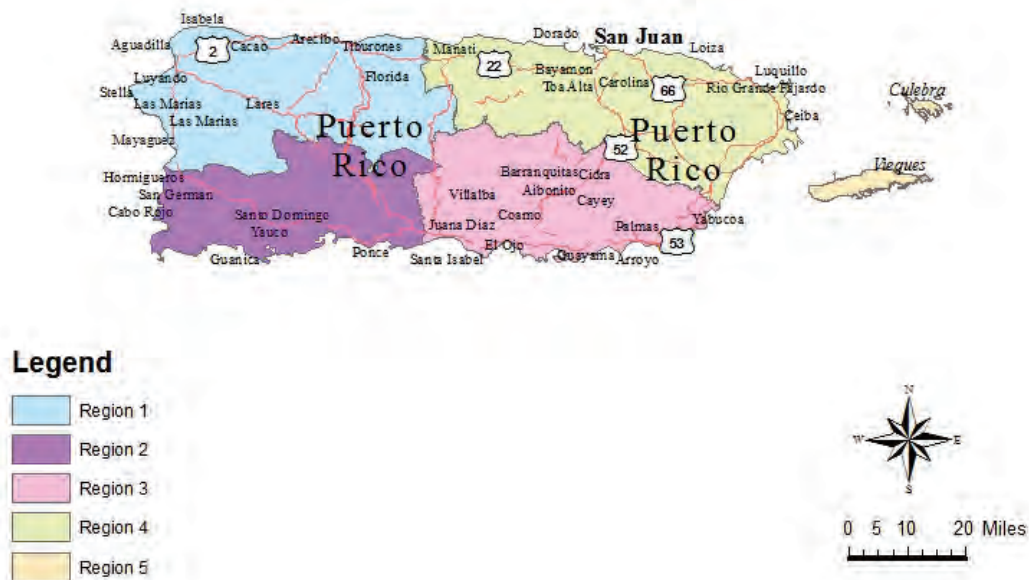 Isabela
Aguadilla
2
Cacao
Arecibo
Tiburones
Manati
22
Dorado
San Juan
Loiza
Luyando
Florida
Bayamon
Toa Alta
Carolina
66
Luquillo
Rio Grande
Fajardo
Ceiba
Culebra
Stella
Las Marias
Las Marias
Lares
Mayaguez
Puerto
Rico
Puerto
Rico
52
Vieques
Hormigueros
San German
Cabo Rojo
Santo Domingo
Yauco
Guanica
Ponce
Villalba
Barranquitas
Cidra
Aibonito
Cayey
Coamo
Juana Diaz
El Ojo
Santa Isabel
Guayama
Arroyo
Palmas
53
Yabucoa
Legend
Region 1
Region 2
Region 3
Region 4
Region 5
N
W
E
S
0 5 10 20 Miles